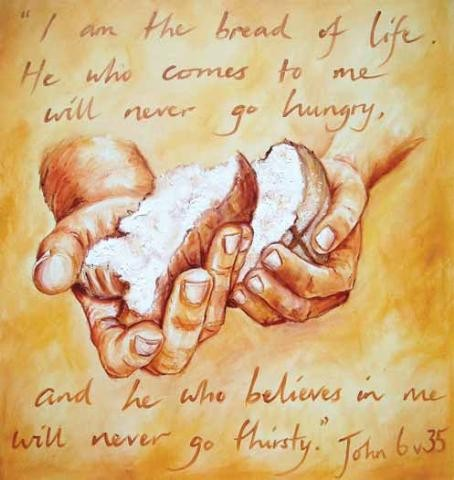 "I am the bread of life.
He who comes to me
will never go hungry,
and he who believes in me
will never go thirsty."
John 6 v 35